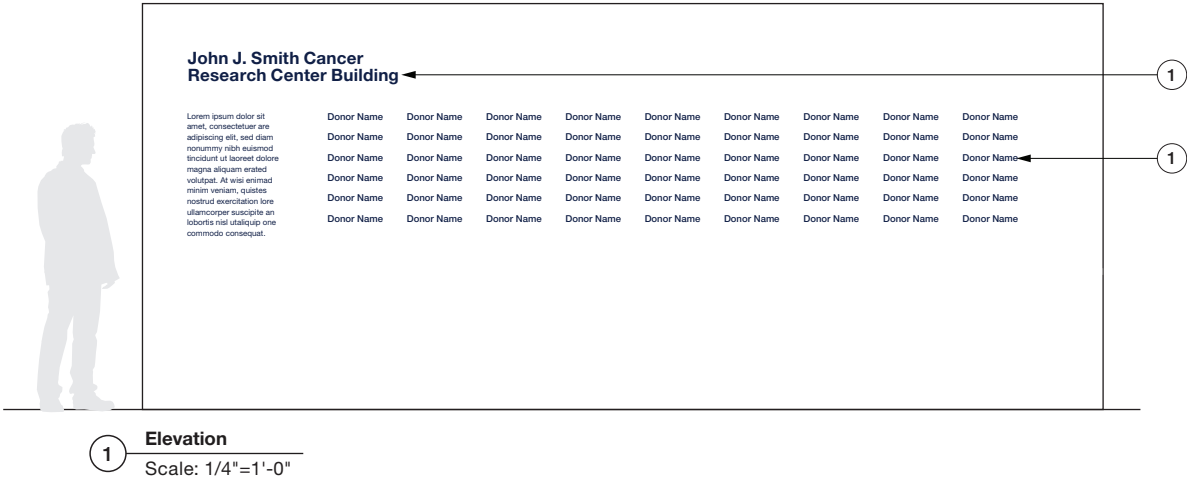 John J. Smith Cancer
Research Center Building
1
Lorem ipsum dolor sit
amet, consectetuer are
adipiscing elit, sed diam
nonummy nibh euismod
tincidunt ut laoreet dolore
magna aliquam erated
volutpat. At wisi enimad
minim veniam, quistes
nostrud exercitation lore
ullamcorper suscipite an
lobortis nisl utaliquip one
commodo consequat.
Donor Name Donor Name Donor Name Donor Name Donor Name Donor Name Donor Name Donor Name Donor Name
Donor Name Donor Name Donor Name Donor Name Donor Name Donor Name Donor Name Donor Name Donor Name
Donor Name Donor Name Donor Name Donor Name Donor Name Donor Name Donor Name Donor Name Donor Name
1
Donor Name Donor Name Donor Name Donor Name Donor Name Donor Name Donor Name Donor Name Donor Name
Donor Name Donor Name Donor Name Donor Name Donor Name Donor Name Donor Name Donor Name Donor Name
Donor Name Donor Name Donor Name Donor Name Donor Name Donor Name Donor Name Donor Name Donor Name
1
Elevation
Scale: 1/4"=1'-0"